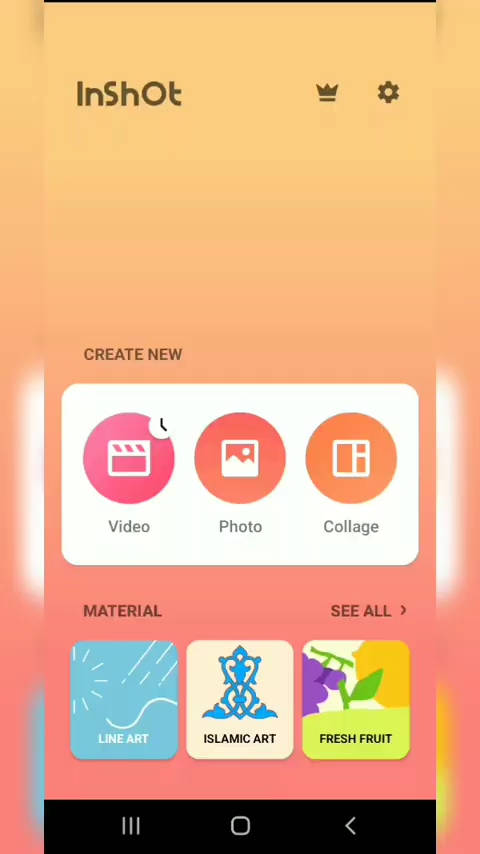 InShOt
CREATE NEW
Video
Photo
Collage
MATERIAL
SEE ALL
LINE ART
ISLAMIC ART
FRESH FRUIT